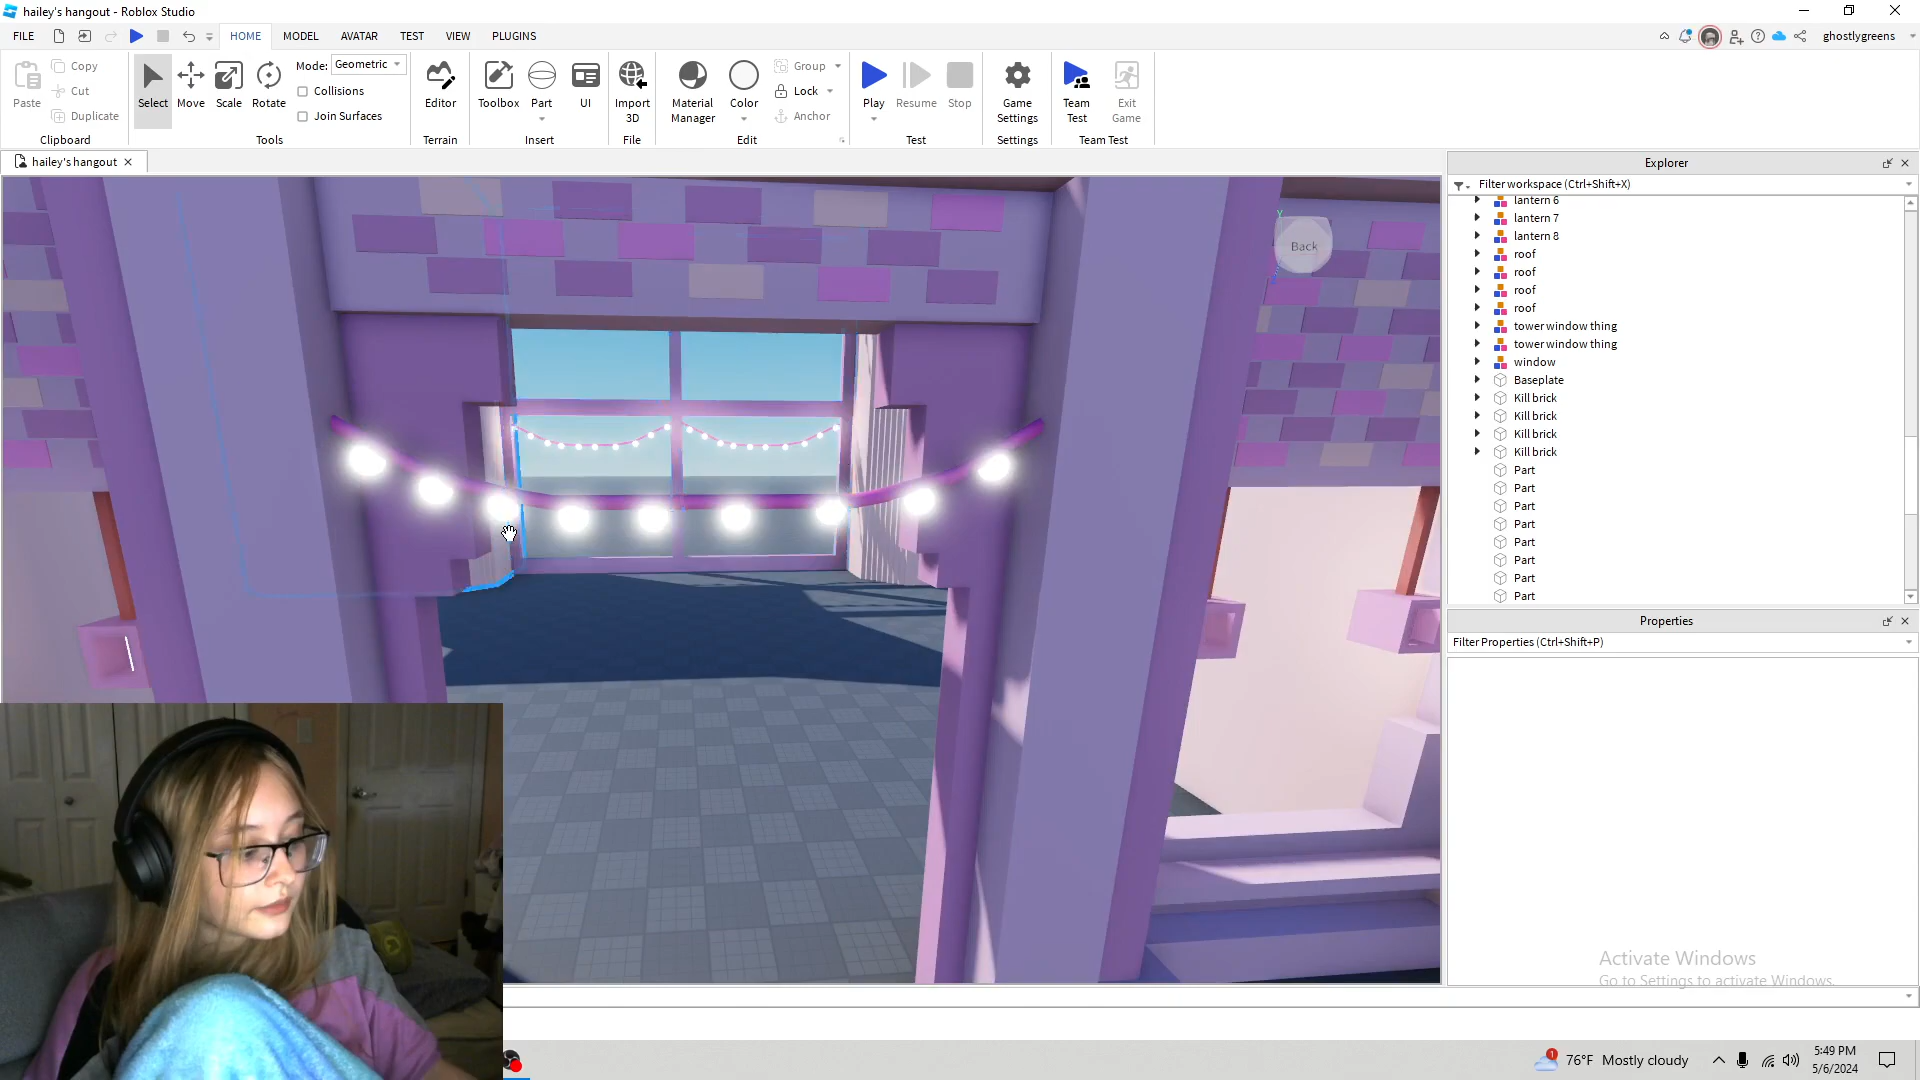 hailey's hangout - Roblox Studio
FILE
HOME
MODEL
AVATAR
TEST
VIEW
PLUGINS
ghostlygreens
Paste
Copy
Cut
Duplicate
Clipboard
Select
Move
Scale
Rotate
Mode:
Geometric
Collisions
Join Surfaces
Tools
Editor
Terrain
Toolbox
Part
UI
Insert
Import
3D
File
Material
Manager
Color
Group
Lock
Anchor
Edit
Play
Resume
Stop
Test
Game
Settings
Settings
Team
Test
Exit
Game
Team Test
hailey's hangout
Back
Y
Explorer
Filter workspace (Ctrl+Shift+X)
lantern 6
lantern 7
lantern 8
roof
roof
roof
roof
tower window thing
tower window thing
window
Baseplate
Kill brick
Kill brick
Kill brick
Kill brick
Part
Part
Part
Part
Part
Part
Part
Part
Properties
Filter Properties (Ctrl+Shift+P)
Activate Windows
Go to Settings to activate Windows.
1
76°F Mostly cloudy
5:49 PM
5/6/2024